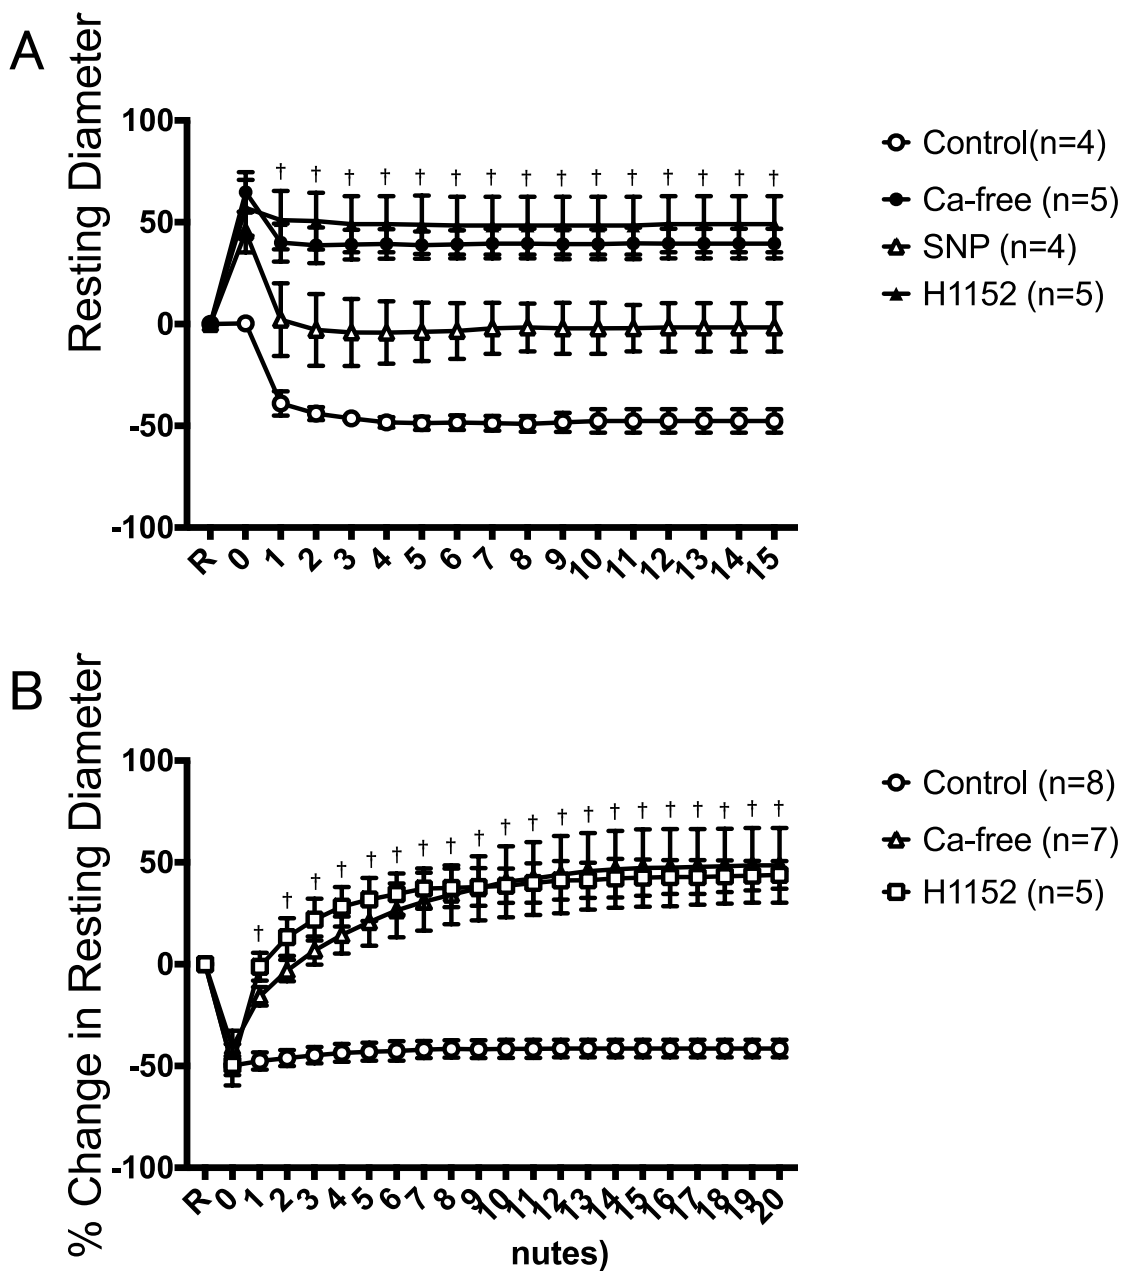 A
Resting Diameter
100
50
0
-50
-100
† † † † † † † † † † † † † † †
R 0 1 2 3 4 5 6 7 8 9 10 11 12 13 14 15
Control(n=4)
Ca-free (n=5)
SNP (n=4)
H1152 (n=5)
B
% Change in Resting Diameter
100
50
0
-50
-100
† † † † † † † † † † † † † † † † † † † †
R 0 1 2 3 4 5 6 7 8 9 10 11 12 13 14 15 16 17 18 19 20
nutes)
Control (n=8)
Ca-free (n=7)
H1152 (n=5)